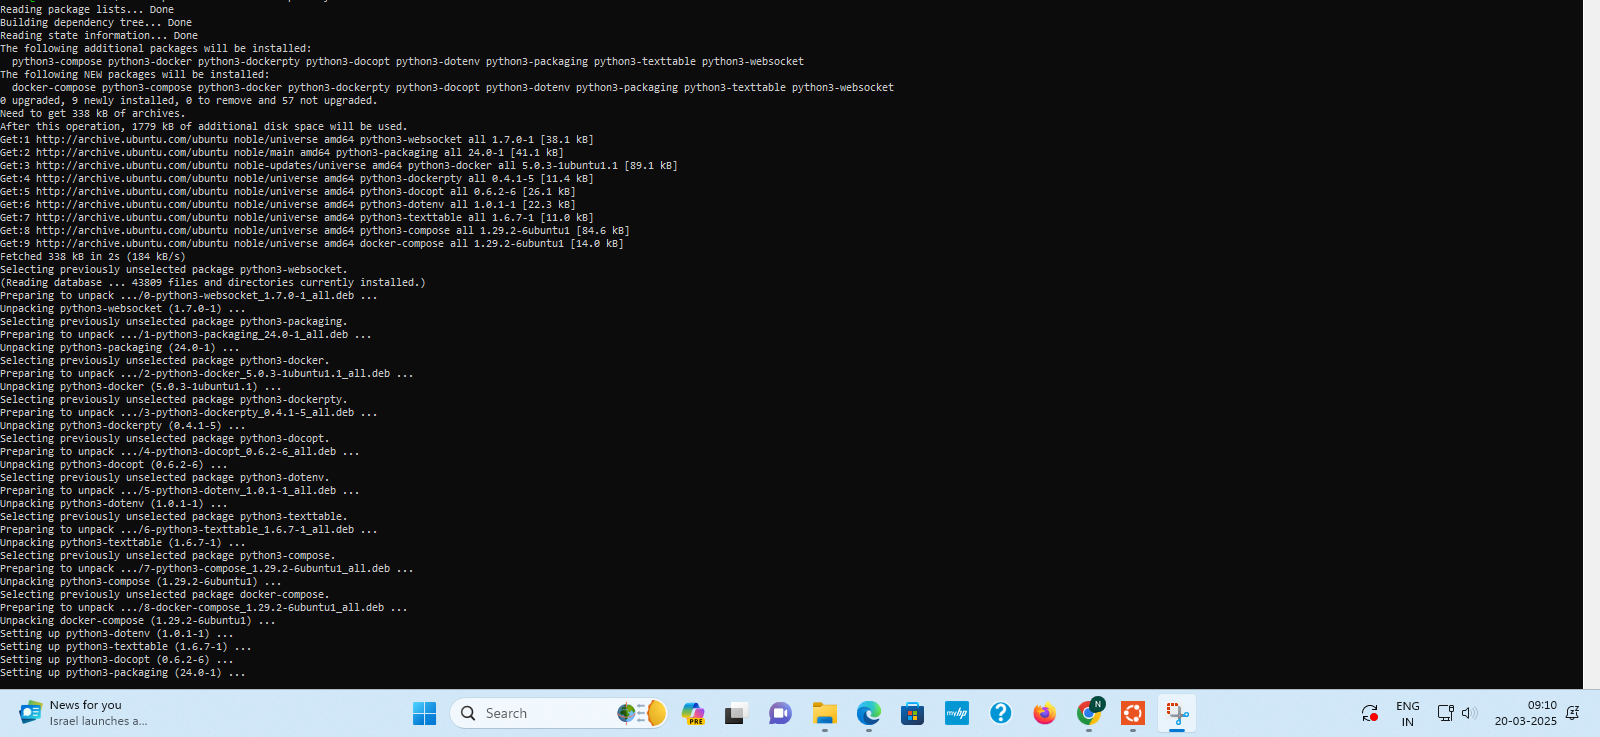 Reading package lists... Done
Building dependency tree... Done
Reading state information... Done
The following additional packages will be installed:
  python3-compose python3-docker python3-dockerpty python3-docopt python3-dotenv python3-packaging python3-texttable python3-websocket
The following NEW packages will be installed:
  docker-compose python3-compose python3-docker python3-dockerpty python3-docopt python3-dotenv python3-packaging python3-texttable python3-websocket
0 upgraded, 9 newly installed, 0 to remove and 57 not upgraded.
Need to get 338 kB of archives.
After this operation, 1779 kB of additional disk space will be used.
Get:1 http://archive.ubuntu.com/ubuntu noble/universe amd64 python3-websocket all 1.7.0-1 [38.1 kB]
Get:2 http://archive.ubuntu.com/ubuntu noble/main amd64 python3-packaging all 24.0-1 [41.1 kB]
Get:3 http://archive.ubuntu.com/ubuntu noble-updates/universe amd64 python3-docker all 5.0.3-1ubuntu1.1 [89.1 kB]
Get:4 http://archive.ubuntu.com/ubuntu noble/universe amd64 python3-dockerpty all 0.4.1-5 [11.4 kB]
Get:5 http://archive.ubuntu.com/ubuntu noble/universe amd64 python3-docopt all 0.6.2-6 [26.1 kB]
Get:6 http://archive.ubuntu.com/ubuntu noble/universe amd64 python3-dotenv all 1.0.1-1 [22.3 kB]
Get:7 http://archive.ubuntu.com/ubuntu noble/universe amd64 python3-texttable all 1.6.7-1 [11.0 kB]
Get:8 http://archive.ubuntu.com/ubuntu noble/universe amd64 python3-compose all 1.29.2-6ubuntu1 [84.6 kB]
Get:9 http://archive.ubuntu.com/ubuntu noble/universe amd64 docker-compose all 1.29.2-6ubuntu1 [14.0 kB]
Fetched 338 kB in 2s (184 kB/s)
Selecting previously unselected package python3-websocket.
(Reading database ... 43809 files and directories currently installed.)
Preparing to unpack .../0-python3-websocket_1.7.0-1_all.deb ...
Unpacking python3-websocket (1.7.0-1) ...
Selecting previously unselected package python3-packaging.
Preparing to unpack .../1-python3-packaging_24.0-1_all.deb ...
Unpacking python3-packaging (24.0-1) ...
Selecting previously unselected package python3-docker.
Preparing to unpack .../2-python3-docker_5.0.3-1ubuntu1.1_all.deb ...
Unpacking python3-docker (5.0.3-1ubuntu1.1) ...
Selecting previously unselected package python3-dockerpty.
Preparing to unpack .../3-python3-dockerpty_0.4.1-5_all.deb ...
Unpacking python3-dockerpty (0.4.1-5) ...
Selecting previously unselected package python3-docopt.
Preparing to unpack .../4-python3-docopt_0.6.2-6_all.deb ...
Unpacking python3-docopt (0.6.2-6) ...
Selecting previously unselected package python3-dotenv.
Preparing to unpack .../5-python3-dotenv_1.0.1-1_all.deb ...
Unpacking python3-dotenv (1.0.1-1) ...
Selecting previously unselected package python3-texttable.
Preparing to unpack .../6-python3-texttable_1.6.7-1_all.deb ...
Unpacking python3-texttable (1.6.7-1) ...
Selecting previously unselected package python3-compose.
Preparing to unpack .../7-python3-compose_1.29.2-6ubuntu1_all.deb ...
Unpacking python3-compose (1.29.2-6ubuntu1) ...
Selecting previously unselected package docker-compose.
Preparing to unpack .../8-docker-compose_1.29.2-6ubuntu1_all.deb ...
Unpacking docker-compose (1.29.2-6ubuntu1) ...
Setting up python3-dotenv (1.0.1-1) ...
Setting up python3-texttable (1.6.7-1) ...
Setting up python3-docopt (0.6.2-6) ...
Setting up python3-packaging (24.0-1) ...
News for you
Israel launches a...
Search
PRE
myhp
N
ENG
IN
09:10
20-03-2025